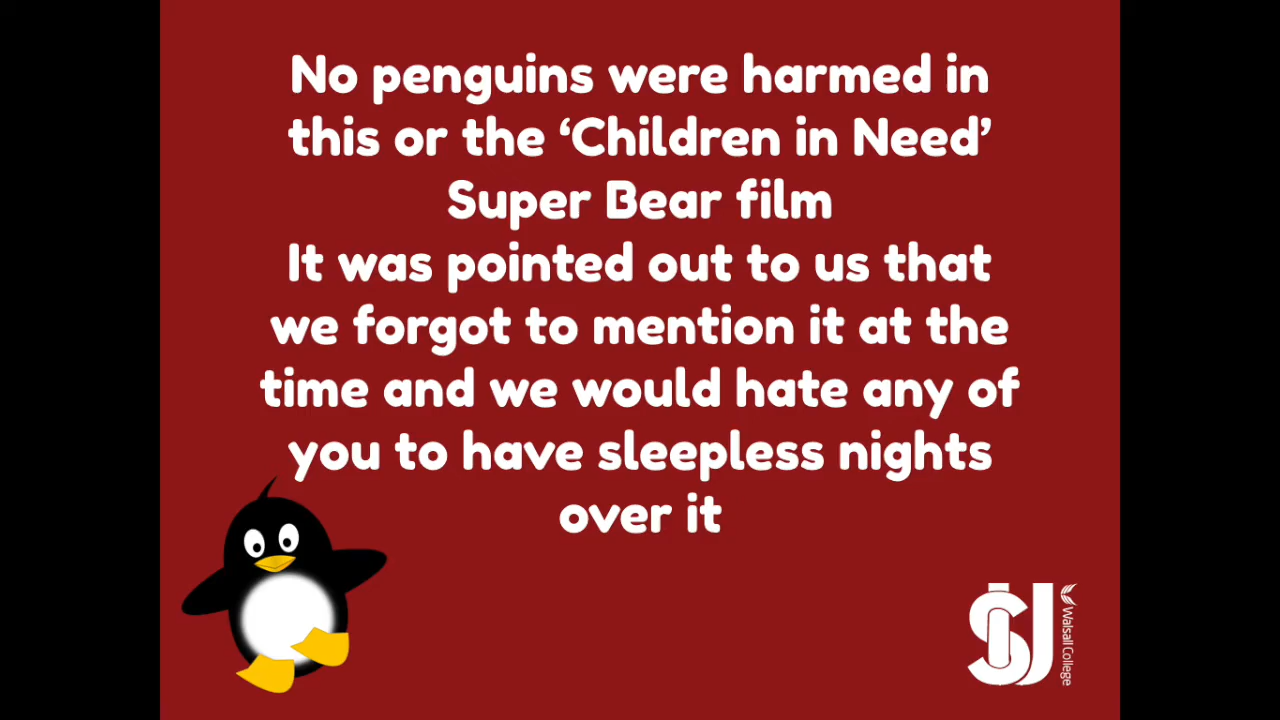 No penguins were harmed in
this or the ‘Children in Need’
Super Bear film
It was pointed out to us that
we forgot to mention it at the
time and we would hate any of
you to have sleepless nights
over it
SU
Walsall College